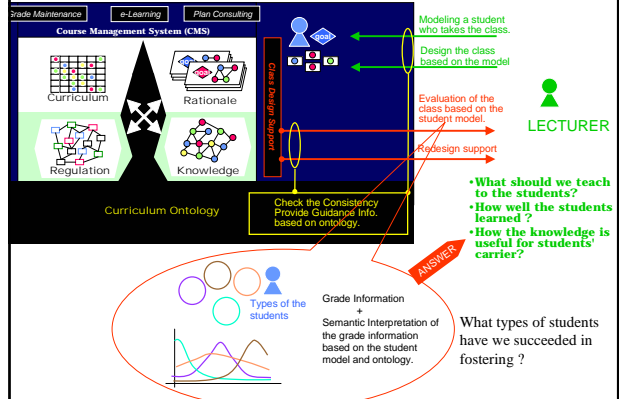 Grade Maintenance
e-Learning
Plan Consulting
Course Management System (CMS)
Curriculum
goal
goal
Rationale
Regulation
Knowledge
Curriculum Ontology
Class Design Support
goal
Modeling a student
who takes the class.
Design the class
based on the model
Evaluation of the
class based on the
student model.
Redesign support
LECTURER
Check the Consistency
Provide Guidance Info.
based on ontology.
•What should we teach
to the students?
•How well the students
learned ?
•How the knowledge is
useful for students'
carrier?
ANSWER
Types of the
students
Grade Information
+
Semantic Interpretation of
the grade information
based on the student
model and ontology.
What types of students
have we succeeded in
fostering ?